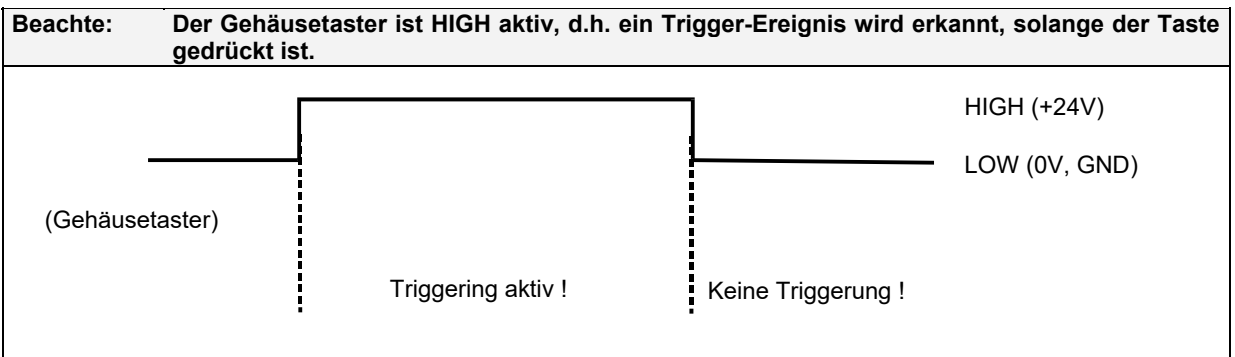 Beachte: Der Gehäusetaster ist HIGH aktiv, d.h. ein Trigger-Ereignis wird erkannt, solange der Taste
gedrückt ist.
HIGH (+24V)
LOW (0V, GND)
(Gehäusetaster)
Triggering aktiv !
Keine Triggerung !